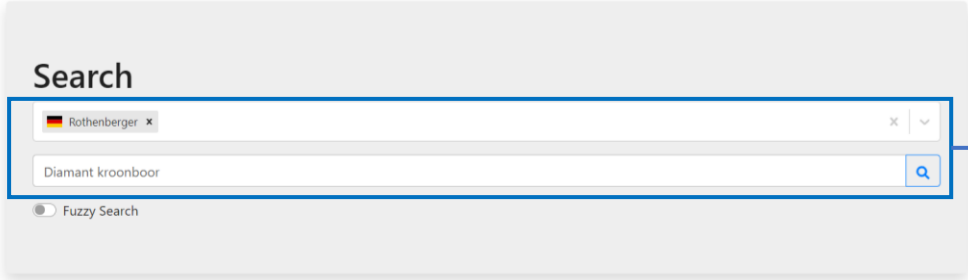 Search
Rothenberger ×
Diamant kroonboor
Fuzzy Search